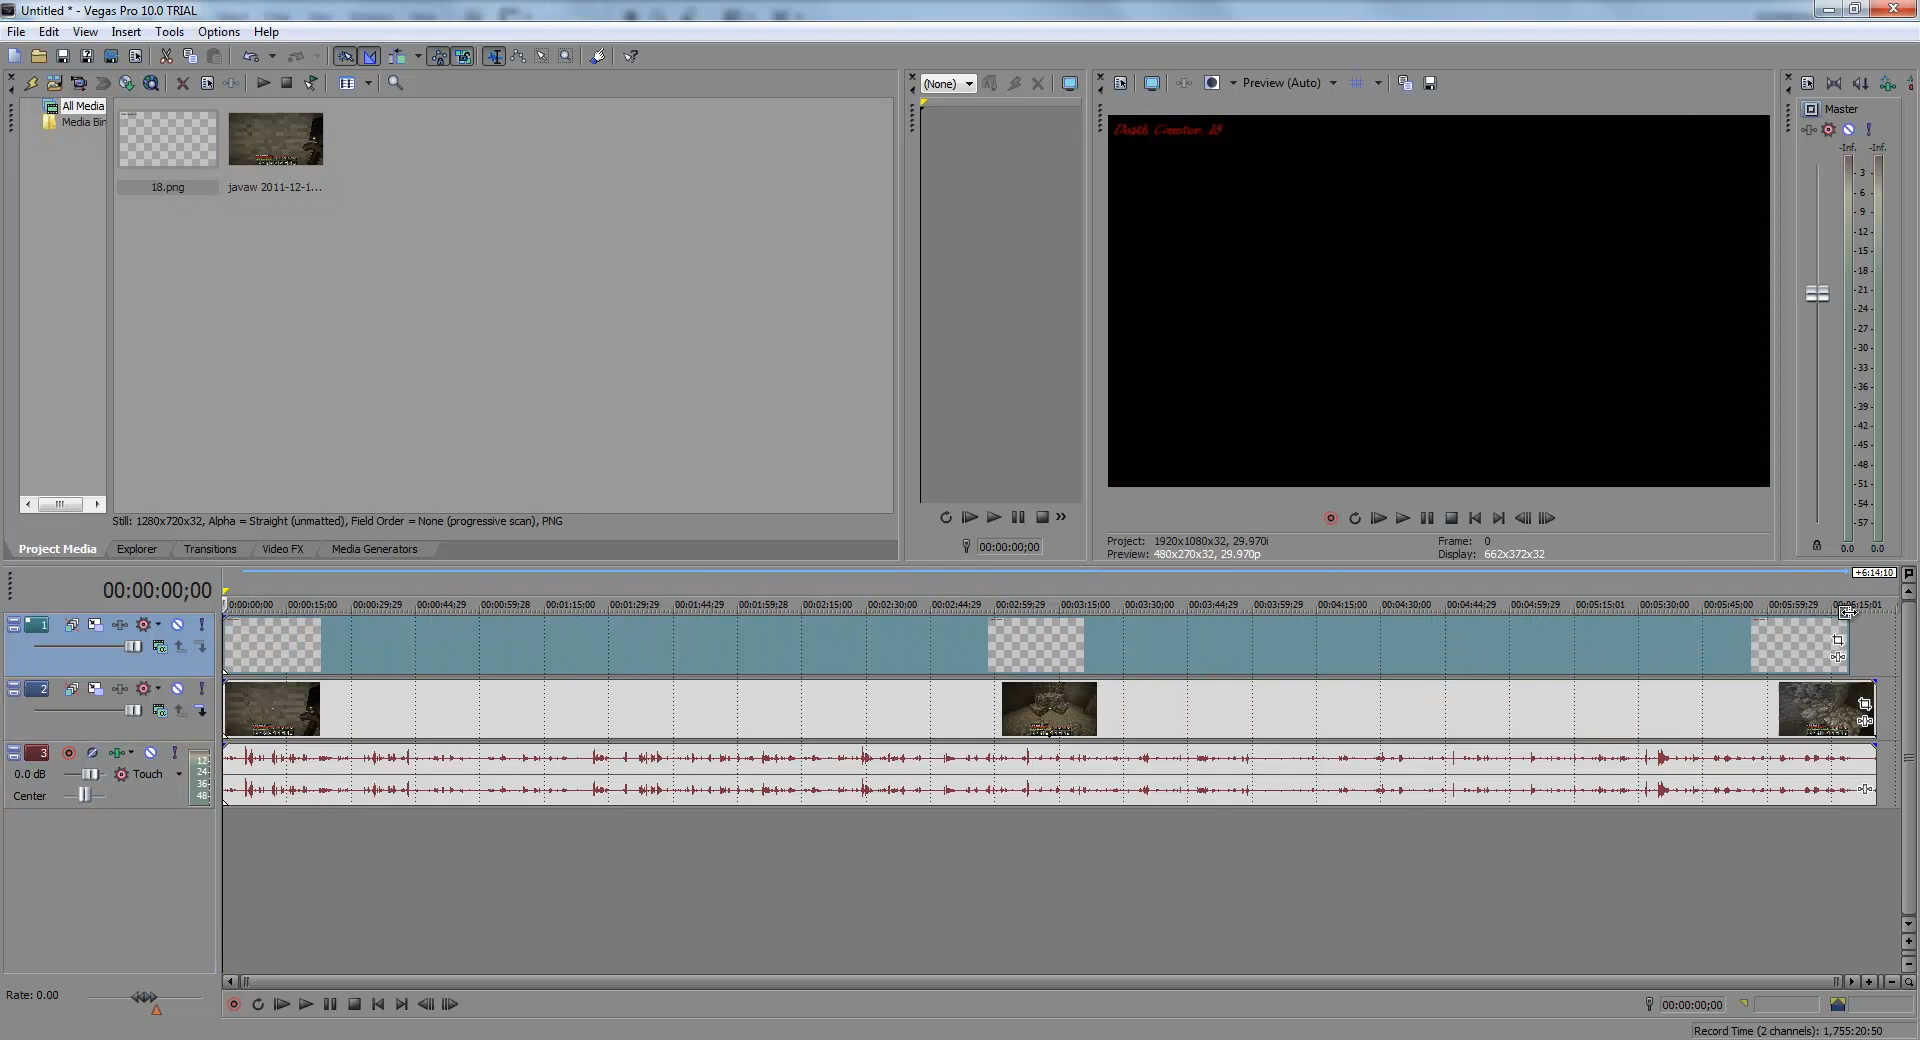 Untitled * - Vegas Pro 10.0 TRIAL
File Edit View Insert Tools Options Help
(None) Preview (Auto)
All Media
Media Bin
18.png javaw 2011-12-1...
Death Counter: 18
Master
-Inf. -Inf.
3
6
9
12
15
18
21
24
27
30
33
36
39
42
45
48
51
54
57
0.0 0.0
Still: 1280x720x32, Alpha = Straight (unmatted), Field Order = None (progressive scan), PNG
Project Media Explorer Transitions Video FX Media Generators
00:00:00;00
Project: 1920x1080x32, 29.970i Frame: 0
Preview: 480x270x32, 29.970p Display: 662x372x32
+6:14:10
00:00:00;00
0:00:00:00 00:00:15:00 00:00:29:29 00:00:44:29 00:00:59:28 00:01:15:00 00:01:29:29 00:01:44:29 00:01:59:28 00:02:15:00 00:02:30:00 00:02:44:29 00:02:59:29 00:03:15:00 00:03:30:00 00:03:44:29 00:03:59:29 00:04:15:00 00:04:30:00 00:04:44:29 00:04:59:29 00:05:15:01 00:05:30:00 00:05:45:00 00:05:59:29 00:06:15:01
1
2
3
12
24
36
48
0.0 dB Touch
Center
Rate: 0.00
00:00:00;00
Record Time (2 channels): 1,755:20:50